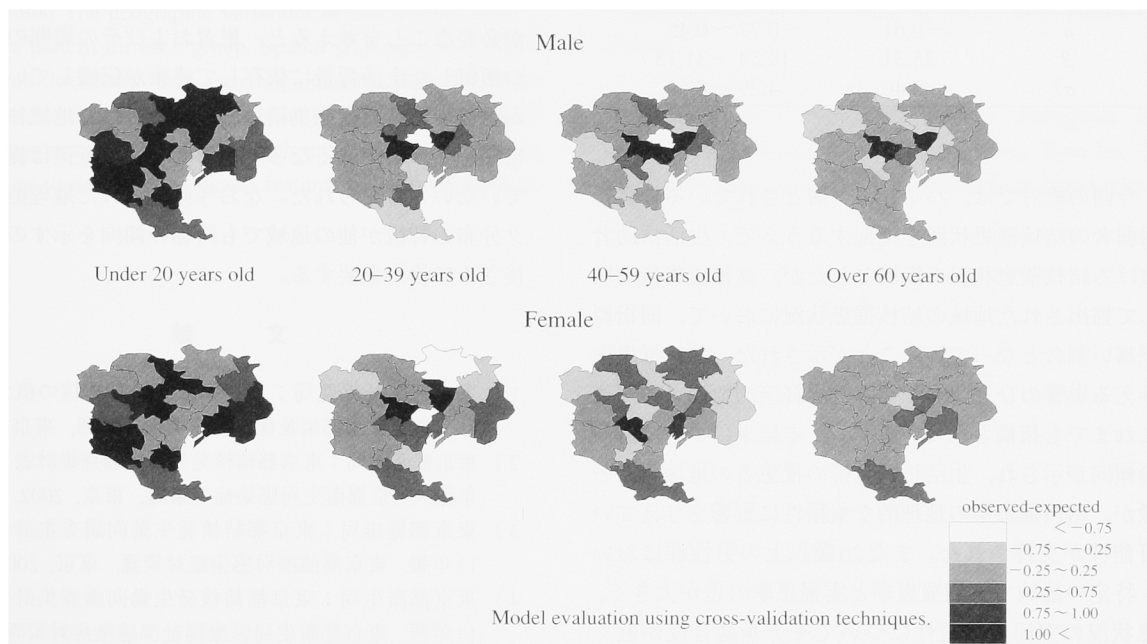 Male
Under 20 years old
20–39 years old
40–59 years old
Over 60 years old
Female
observed-expected
<−0.75
−0.75～−0.25
−0.25～0.25
0.25～0.75
0.75～1.00
1.00 <
Model evaluation using cross-validation techniques.